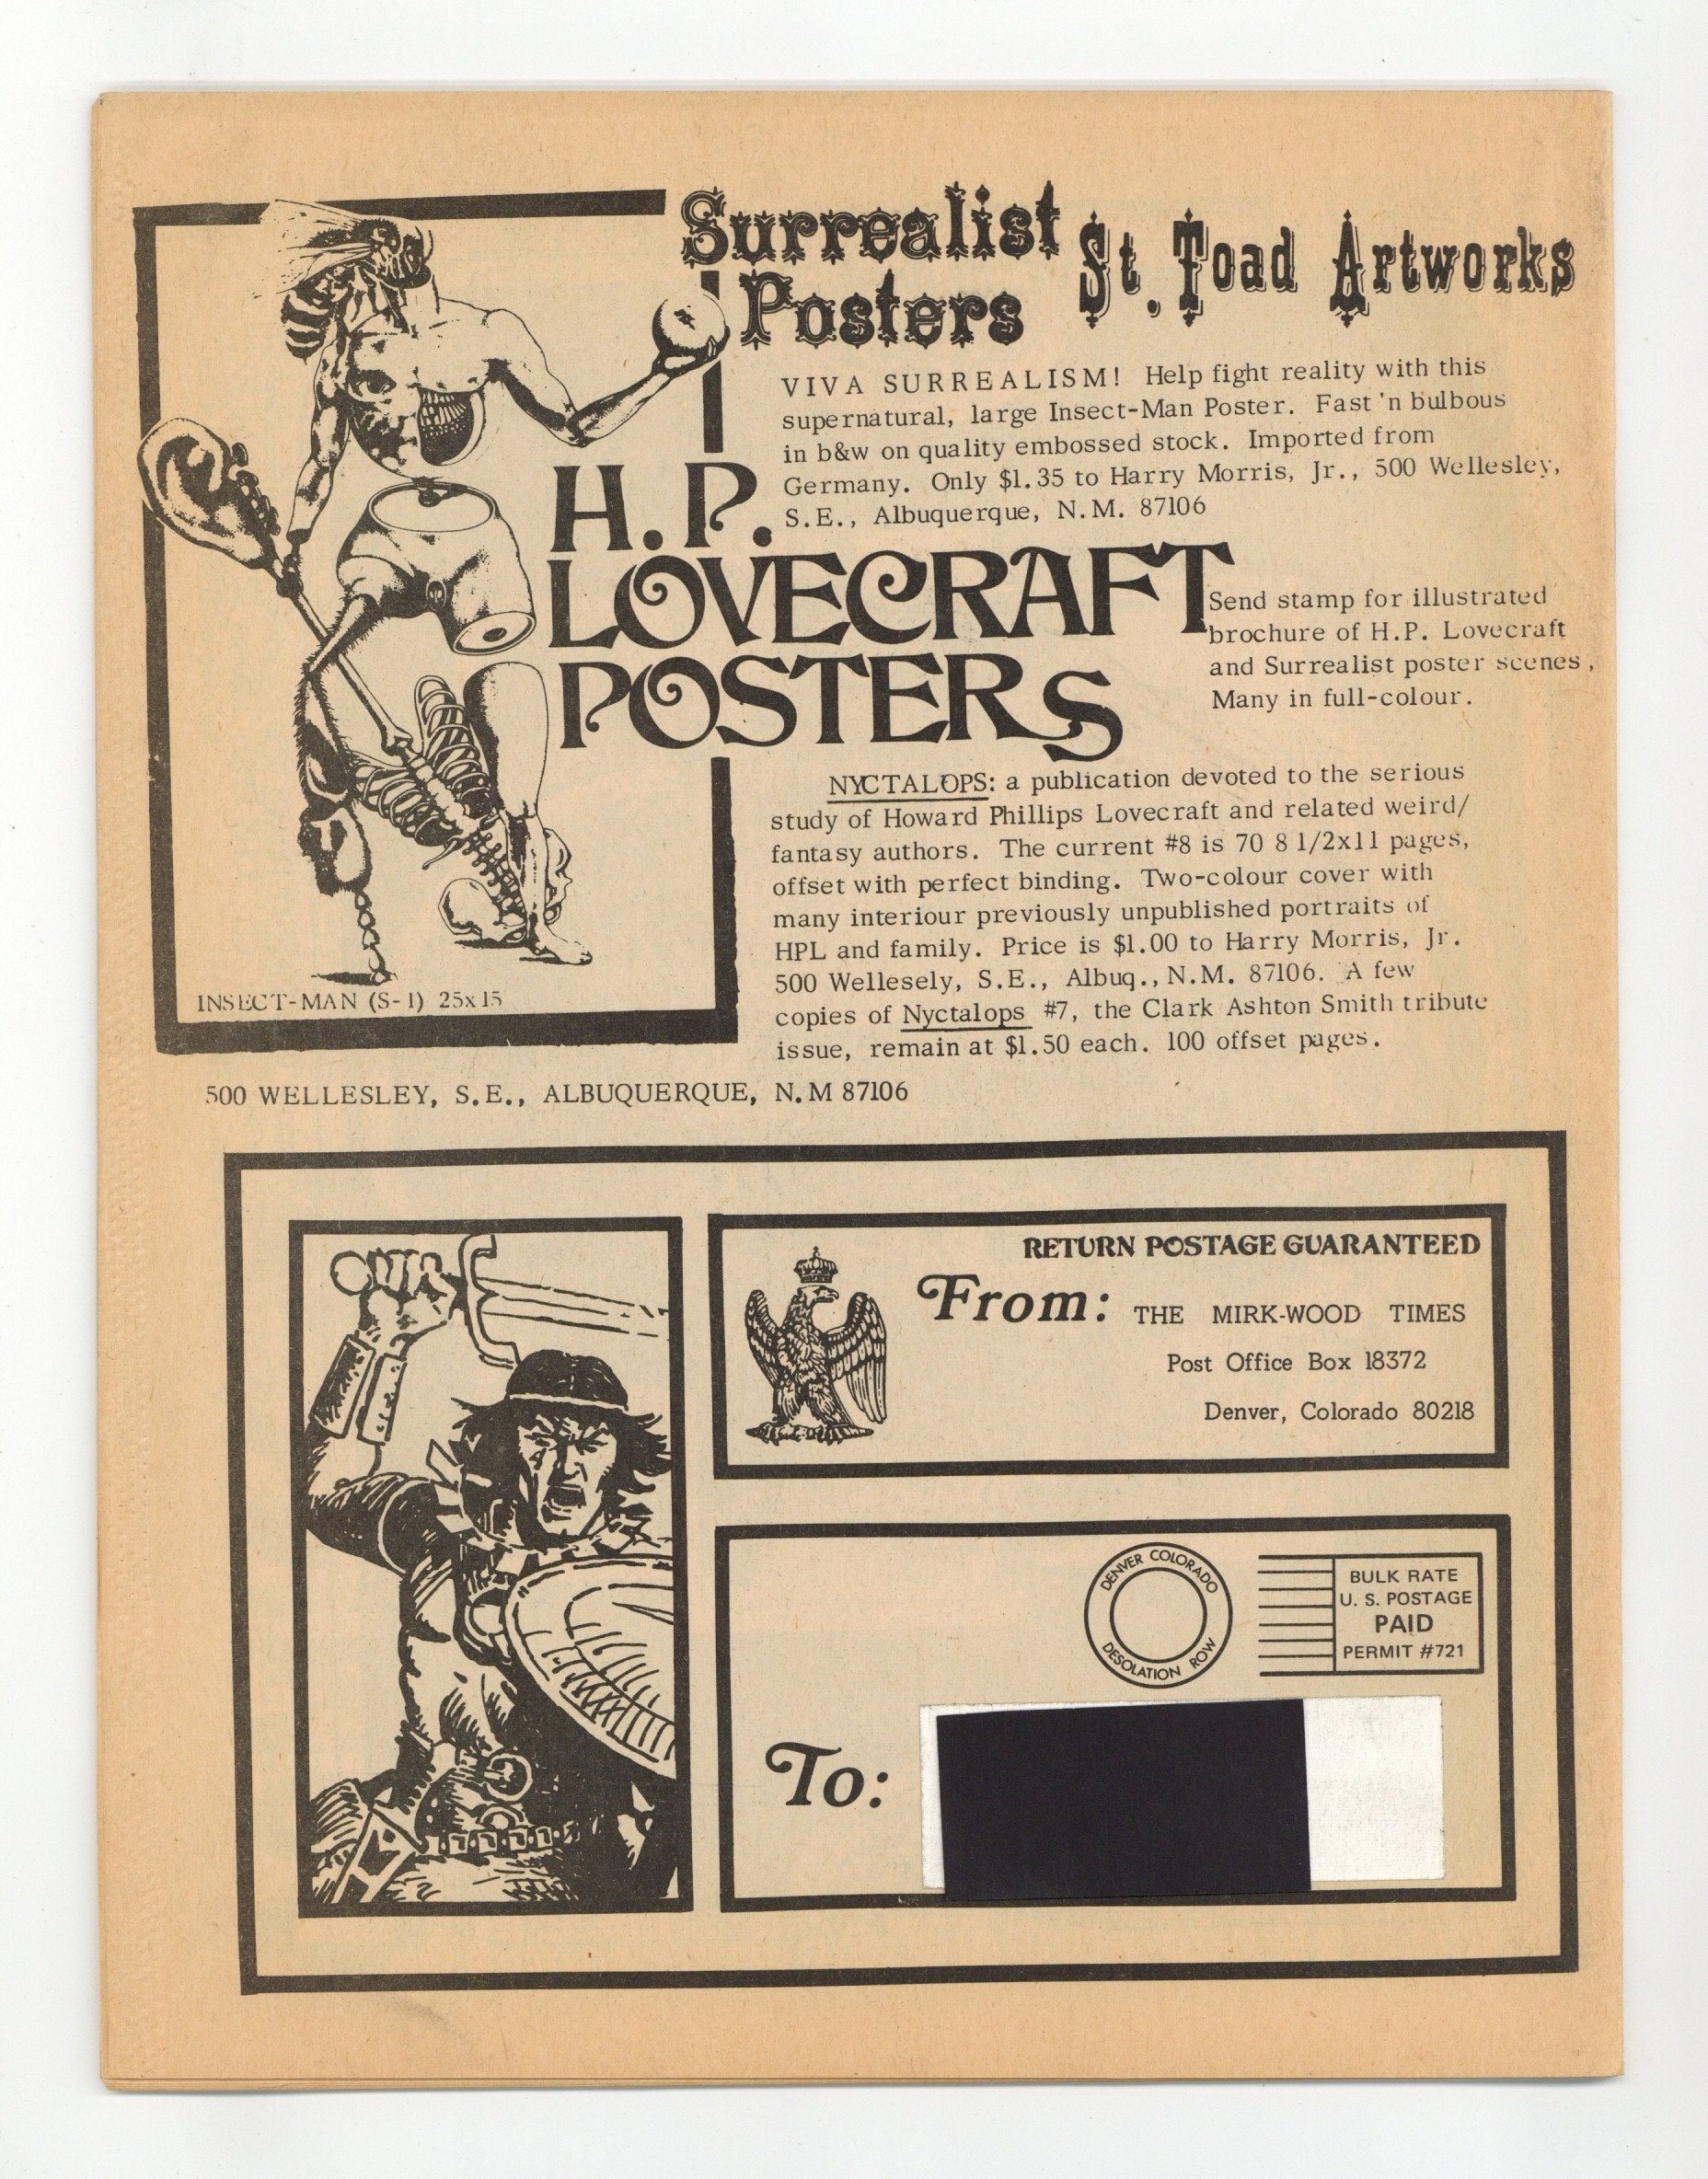 Surrealist
Posters
St. Toad Artworks
VIVA SURREALISM! Help fight reality with this
supernatural, large Insect-Man Poster. Fast 'n bulbous
in b&w on quality embossed stock. Imported from
Germany. Only $1.35 to Harry Morris, Jr., 500 Wellesley,
S.E., Albuquerque, N.M. 87106
H.P.
LOVECRAFT
POSTERS
Send stamp for illustrated
brochure of H.P. Lovecraft
and Surrealist poster scenes,
Many in full-colour.
NYCTALOPS: a publication devoted to the serious
study of Howard Phillips Lovecraft and related weird/
fantasy authors. The current #8 is 70 8 1/2x11 pages,
offset with perfect binding. Two-colour cover with
many interiour previously unpublished portraits of
HPL and family. Price is $1.00 to Harry Morris, Jr.
500 Wellesely, S.E., Albuq., N.M. 87106. A few
copies of Nyctalops #7, the Clark Ashton Smith tribute
issue, remain at $1.50 each. 100 offset pages.
INSECT-MAN (S-1) 25x15
500 WELLESLEY, S.E., ALBUQUERQUE, N.M 87106
RETURN POSTAGE GUARANTEED
From: THE MIRK-WOOD TIMES
Post Office Box 18372
Denver, Colorado 80218
DENVER COLORADO
DESOLATION ROW
BULK RATE
U. S. POSTAGE
PAID
PERMIT #721
To: